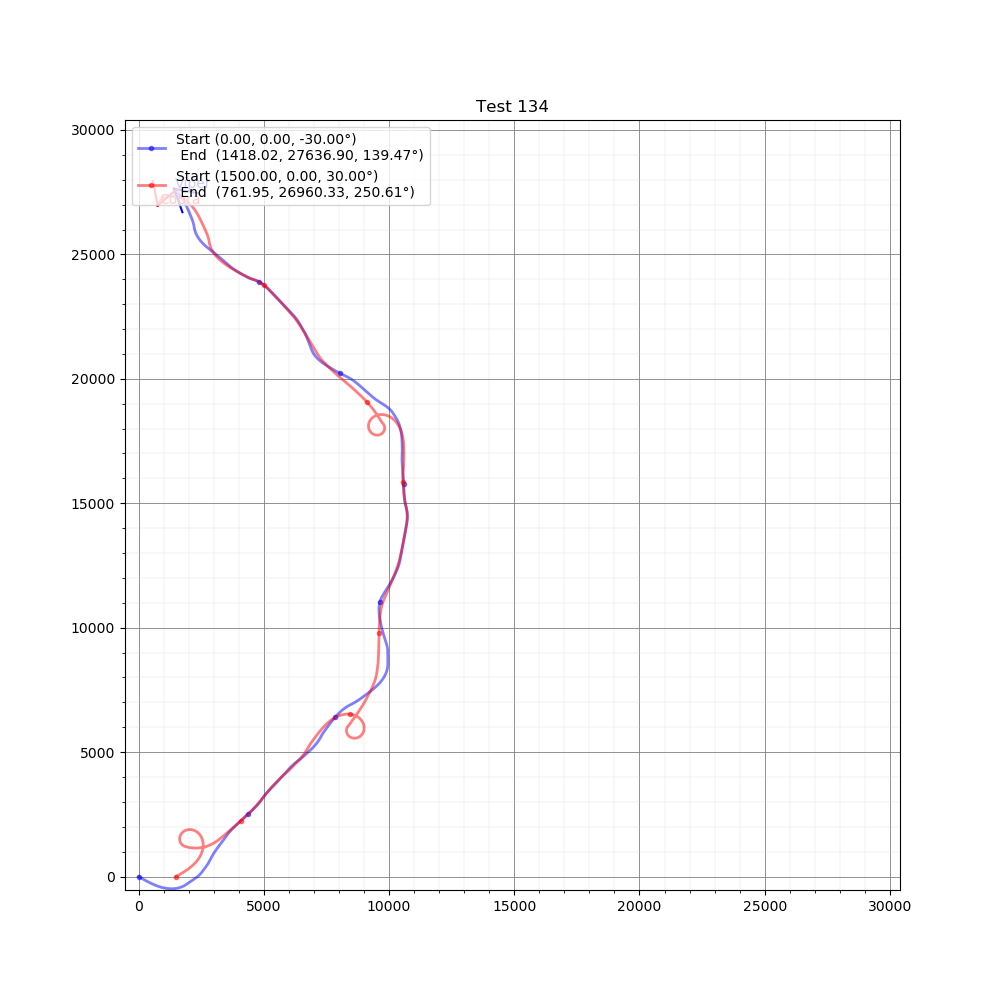 Test 134
Start (0.00, 0.00, -30.00°)
End (1418.02, 27636.90, 139.47°)
Start (1500.00, 0.00, 30.00°)
End (761.95, 26960.33, 250.61°)
30000
25000
20000
15000
10000
5000
0
0 5000 10000 15000 20000 25000 30000